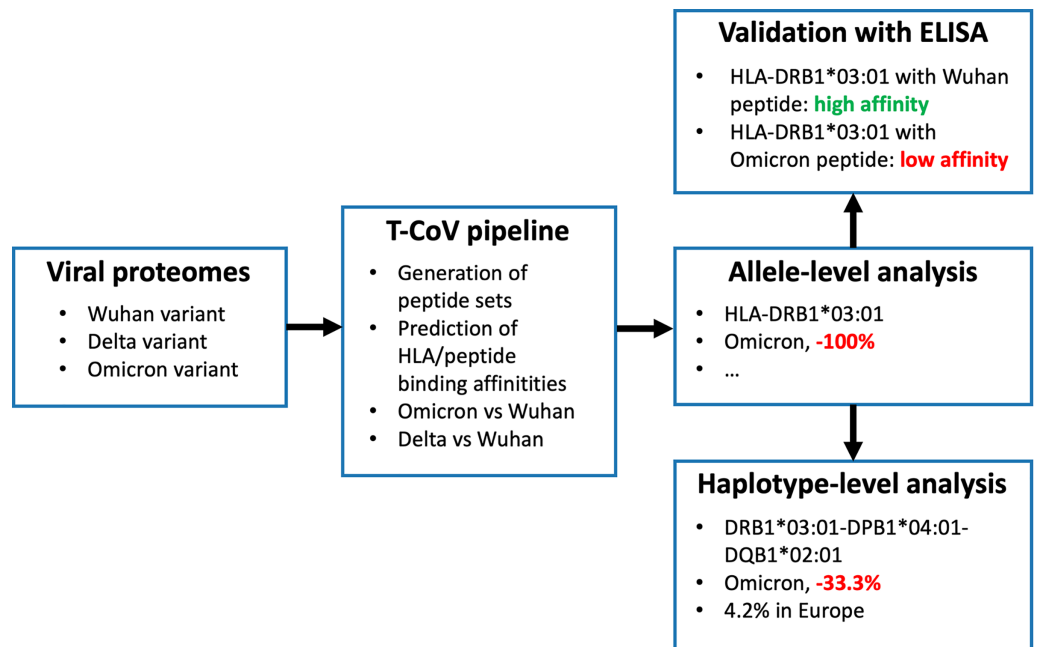 Viral proteomes
• Wuhan variant
• Delta variant
• Omicron variant
T-CoV pipeline
• Generation of
peptide sets
• Prediction of
HLA/peptide
binding affinitities
• Omicron vs Wuhan
• Delta vs Wuhan
Validation with ELISA
• HLA-DRB1*03:01 with Wuhan
peptide: high affinity
• HLA-DRB1*03:01 with
Omicron peptide: low affinity
Allele-level analysis
• HLA-DRB1*03:01
• Omicron, -100%
• ...
Haplotype-level analysis
• DRB1*03:01-DPB1*04:01-
DQB1*02:01
• Omicron, -33.3%
• 4.2% in Europe